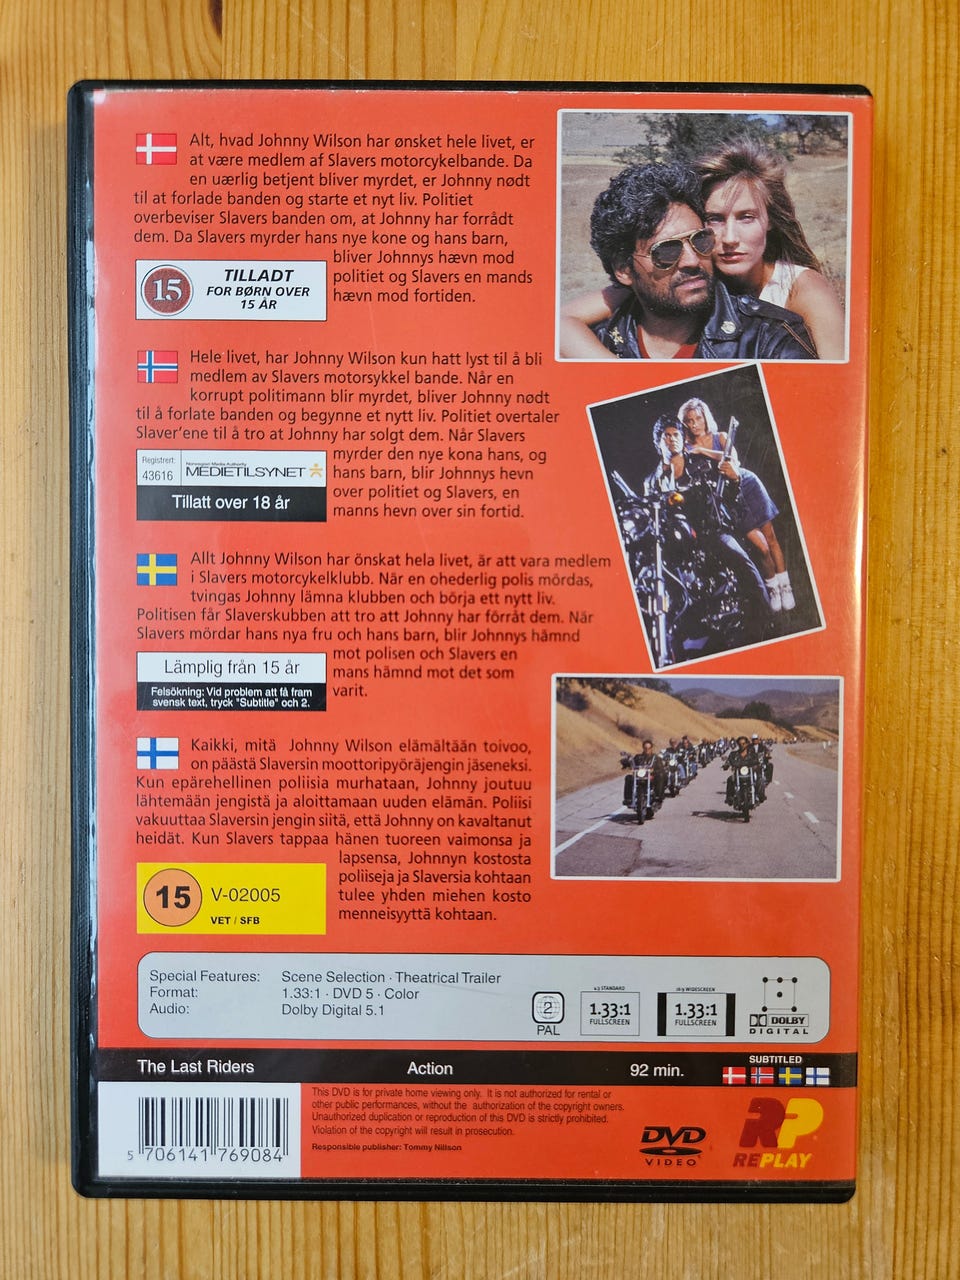 Alt, hvad Johnny Wilson har ønsket hele livet, er
at være medlem af Slavers motorcykelbande. Da
en uærlig betjent bliver myrdet, er Johnny nødt
til at forlade banden og starte et nyt liv. Politiet
overbeviser Slavers banden om, at Johnny har forrådt
dem. Da Slavers myrder hans nye kone og hans barn,
bliver Johnnys hævn mod
politiet og Slavers en mands
hævn mod fortiden.
15
TILLADT
FOR BØRN OVER
15 ÅR
Hele livet, har Johnny Wilson kun hatt lyst til å bli
medlem av Slavers motorsykkel bande. Når en
korrupt politimann blir myrdet, bliver Johnny nødt
til å forlate banden og begynne et nytt liv. Politiet overtaler
Slaver'ene til å tro at Johnny har solgt dem. Når Slavers
myrder den nye kona hans, og
hans barn, blir Johnnys hevn
over politiet og Slavers, en
manns hevn over sin fortid.
Registrert:
43616
Norwegian Media Authority
MEDIETILSYNET
Tillatt over 18 år
Allt Johnny Wilson har önskat hela livet, är att vara medlem
i Slavers motorcykelklubb. När en ohederlig polis mördas,
tvingas Johnny lämna klubben och börja ett nytt liv.
Politisen får Slaverskubben att tro att Johnny har förråt dem. När
Slavers mördar hans nya fru och hans barn, blir Johnnys hämnd
mot polisen och Slavers en
mans hämnd mot det som
varit.
Lämplig från 15 år
Felsökning: Vid problem att få fram
svensk text, tryck "Subtitle" och 2.
Kaikki, mitä Johnny Wilson elämältään toivoo,
on päästä Slaversin moottoripyöräjengin jäseneksi.
Kun epärehellinen poliisia murhataan, Johnny joutuu
lähtemään jengistä ja aloittamaan uuden elämän. Poliisi
vakuuttaa Slaversin jengin siitä, että Johnny on kavaltanut
heidät. Kun Slavers tappaa hänen tuoreen vaimonsa ja
lapsensa, Johnnyn kostosta
poliiseja ja Slaversia kohtaan
tulee yhden miehen kosto
menneisyyttä kohtaan.
15
V-02005
VET / SFB
Special Features: Scene Selection · Theatrical Trailer
Format: 1.33:1 · DVD 5 · Color
Audio: Dolby Digital 5.1
2
PAL
4:3 STANDARD
1.33:1
FULLSCREEN
16:9 WIDESCREEN
1.33:1
FULLSCREEN
DOLBY
DIGITAL
The Last Riders
Action
92 min.
SUBTITLED
This DVD is for private home viewing only. It is not authorized for rental or
other public performances, without the authorization of the copyright owners.
Unauthorized duplication or reproduction of this DVD is strictly prohibited.
Violation of the copyright will result in prosecution.
Responsible publisher: Tommy Nillson
5 706141 769084
DVD
VIDEO
RP
REPLAY